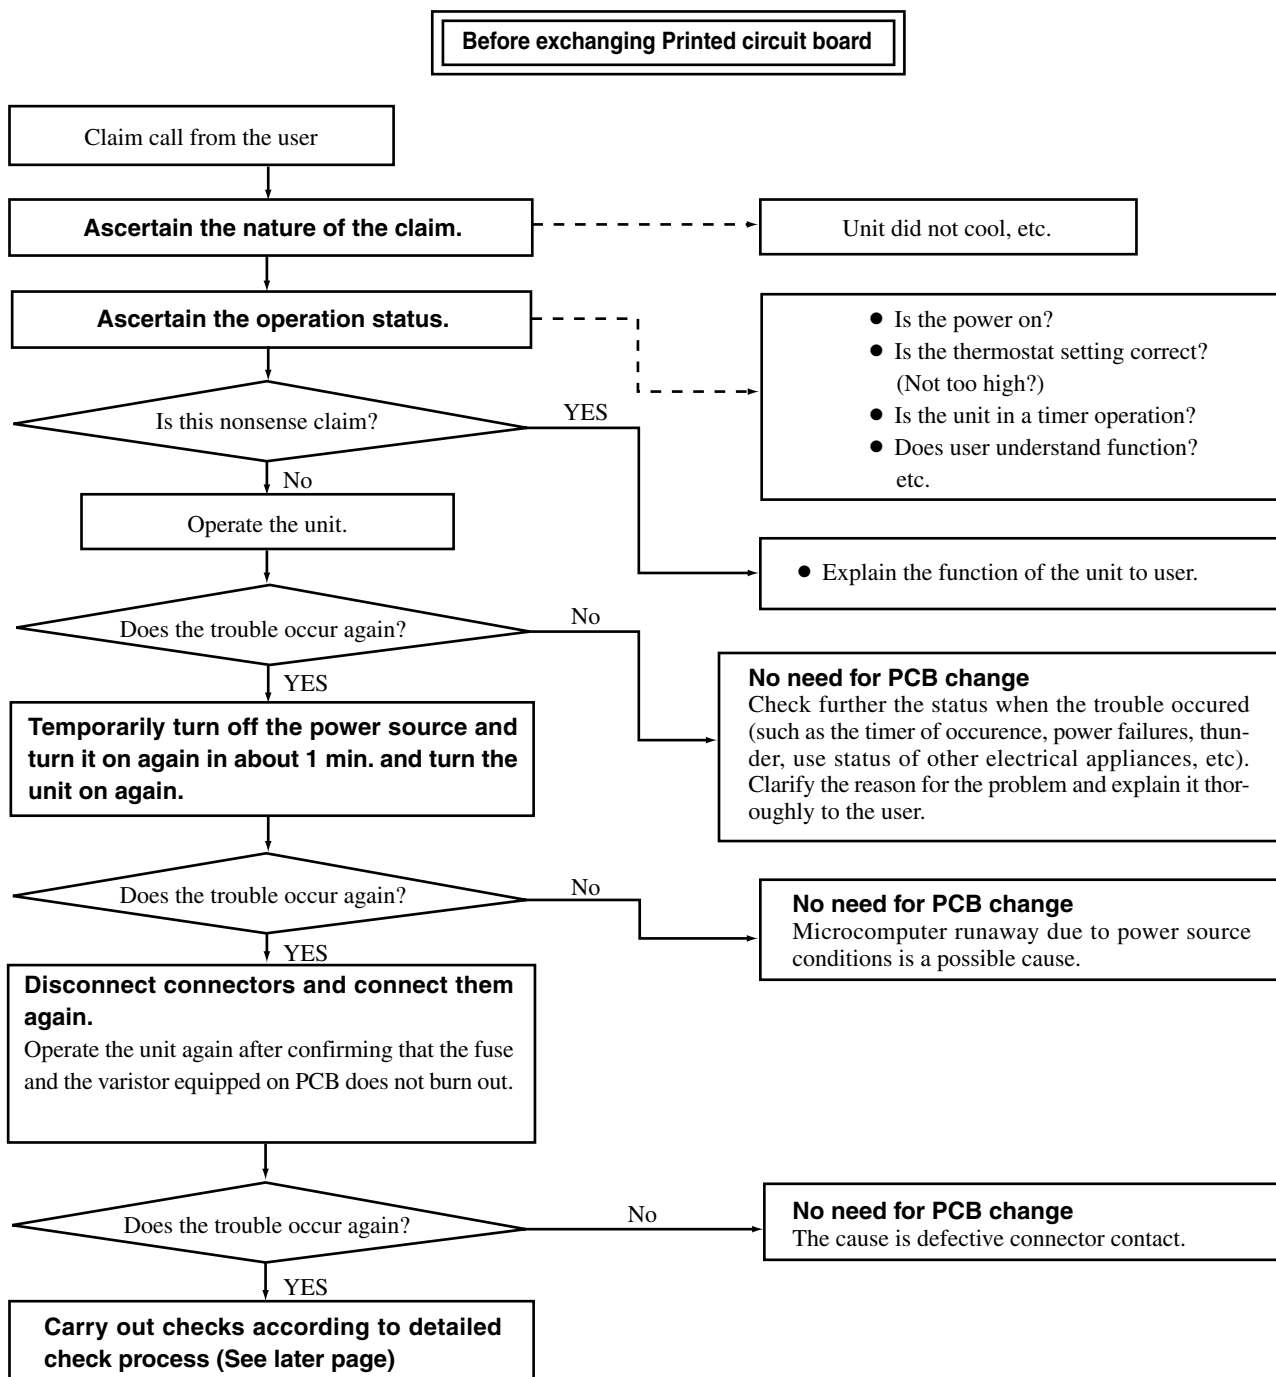 Before exchanging Printed circuit board
Claim call from the user
Ascertain the nature of the claim.
Unit did not cool, etc.
Ascertain the operation status.
● Is the power on?
● Is the thermostat setting correct?
(Not too high?)
● Is the unit in a timer operation?
● Does user understand function?
etc.
Is this nonsense claim?
YES
No
Operate the unit.
● Explain the function of the unit to user.
Does the trouble occur again?
No
YES
No need for PCB change
Check further the status when the trouble occured
(such as the timer of occurence, power failures, thun-
der, use status of other electrical appliances, etc).
Clarify the reason for the problem and explain it thor-
oughly to the user.
Temporarily turn off the power source and
turn it on again in about 1 min. and turn the
unit on again.
Does the trouble occur again?
No
YES
No need for PCB change
Microcomputer runaway due to power source
conditions is a possible cause.
Disconnect connectors and connect them
again.
Operate the unit again after confirming that the fuse
and the varistor equipped on PCB does not burn out.
Does the trouble occur again?
No
YES
No need for PCB change
The cause is defective connector contact.
Carry out checks according to detailed
check process (See later page)